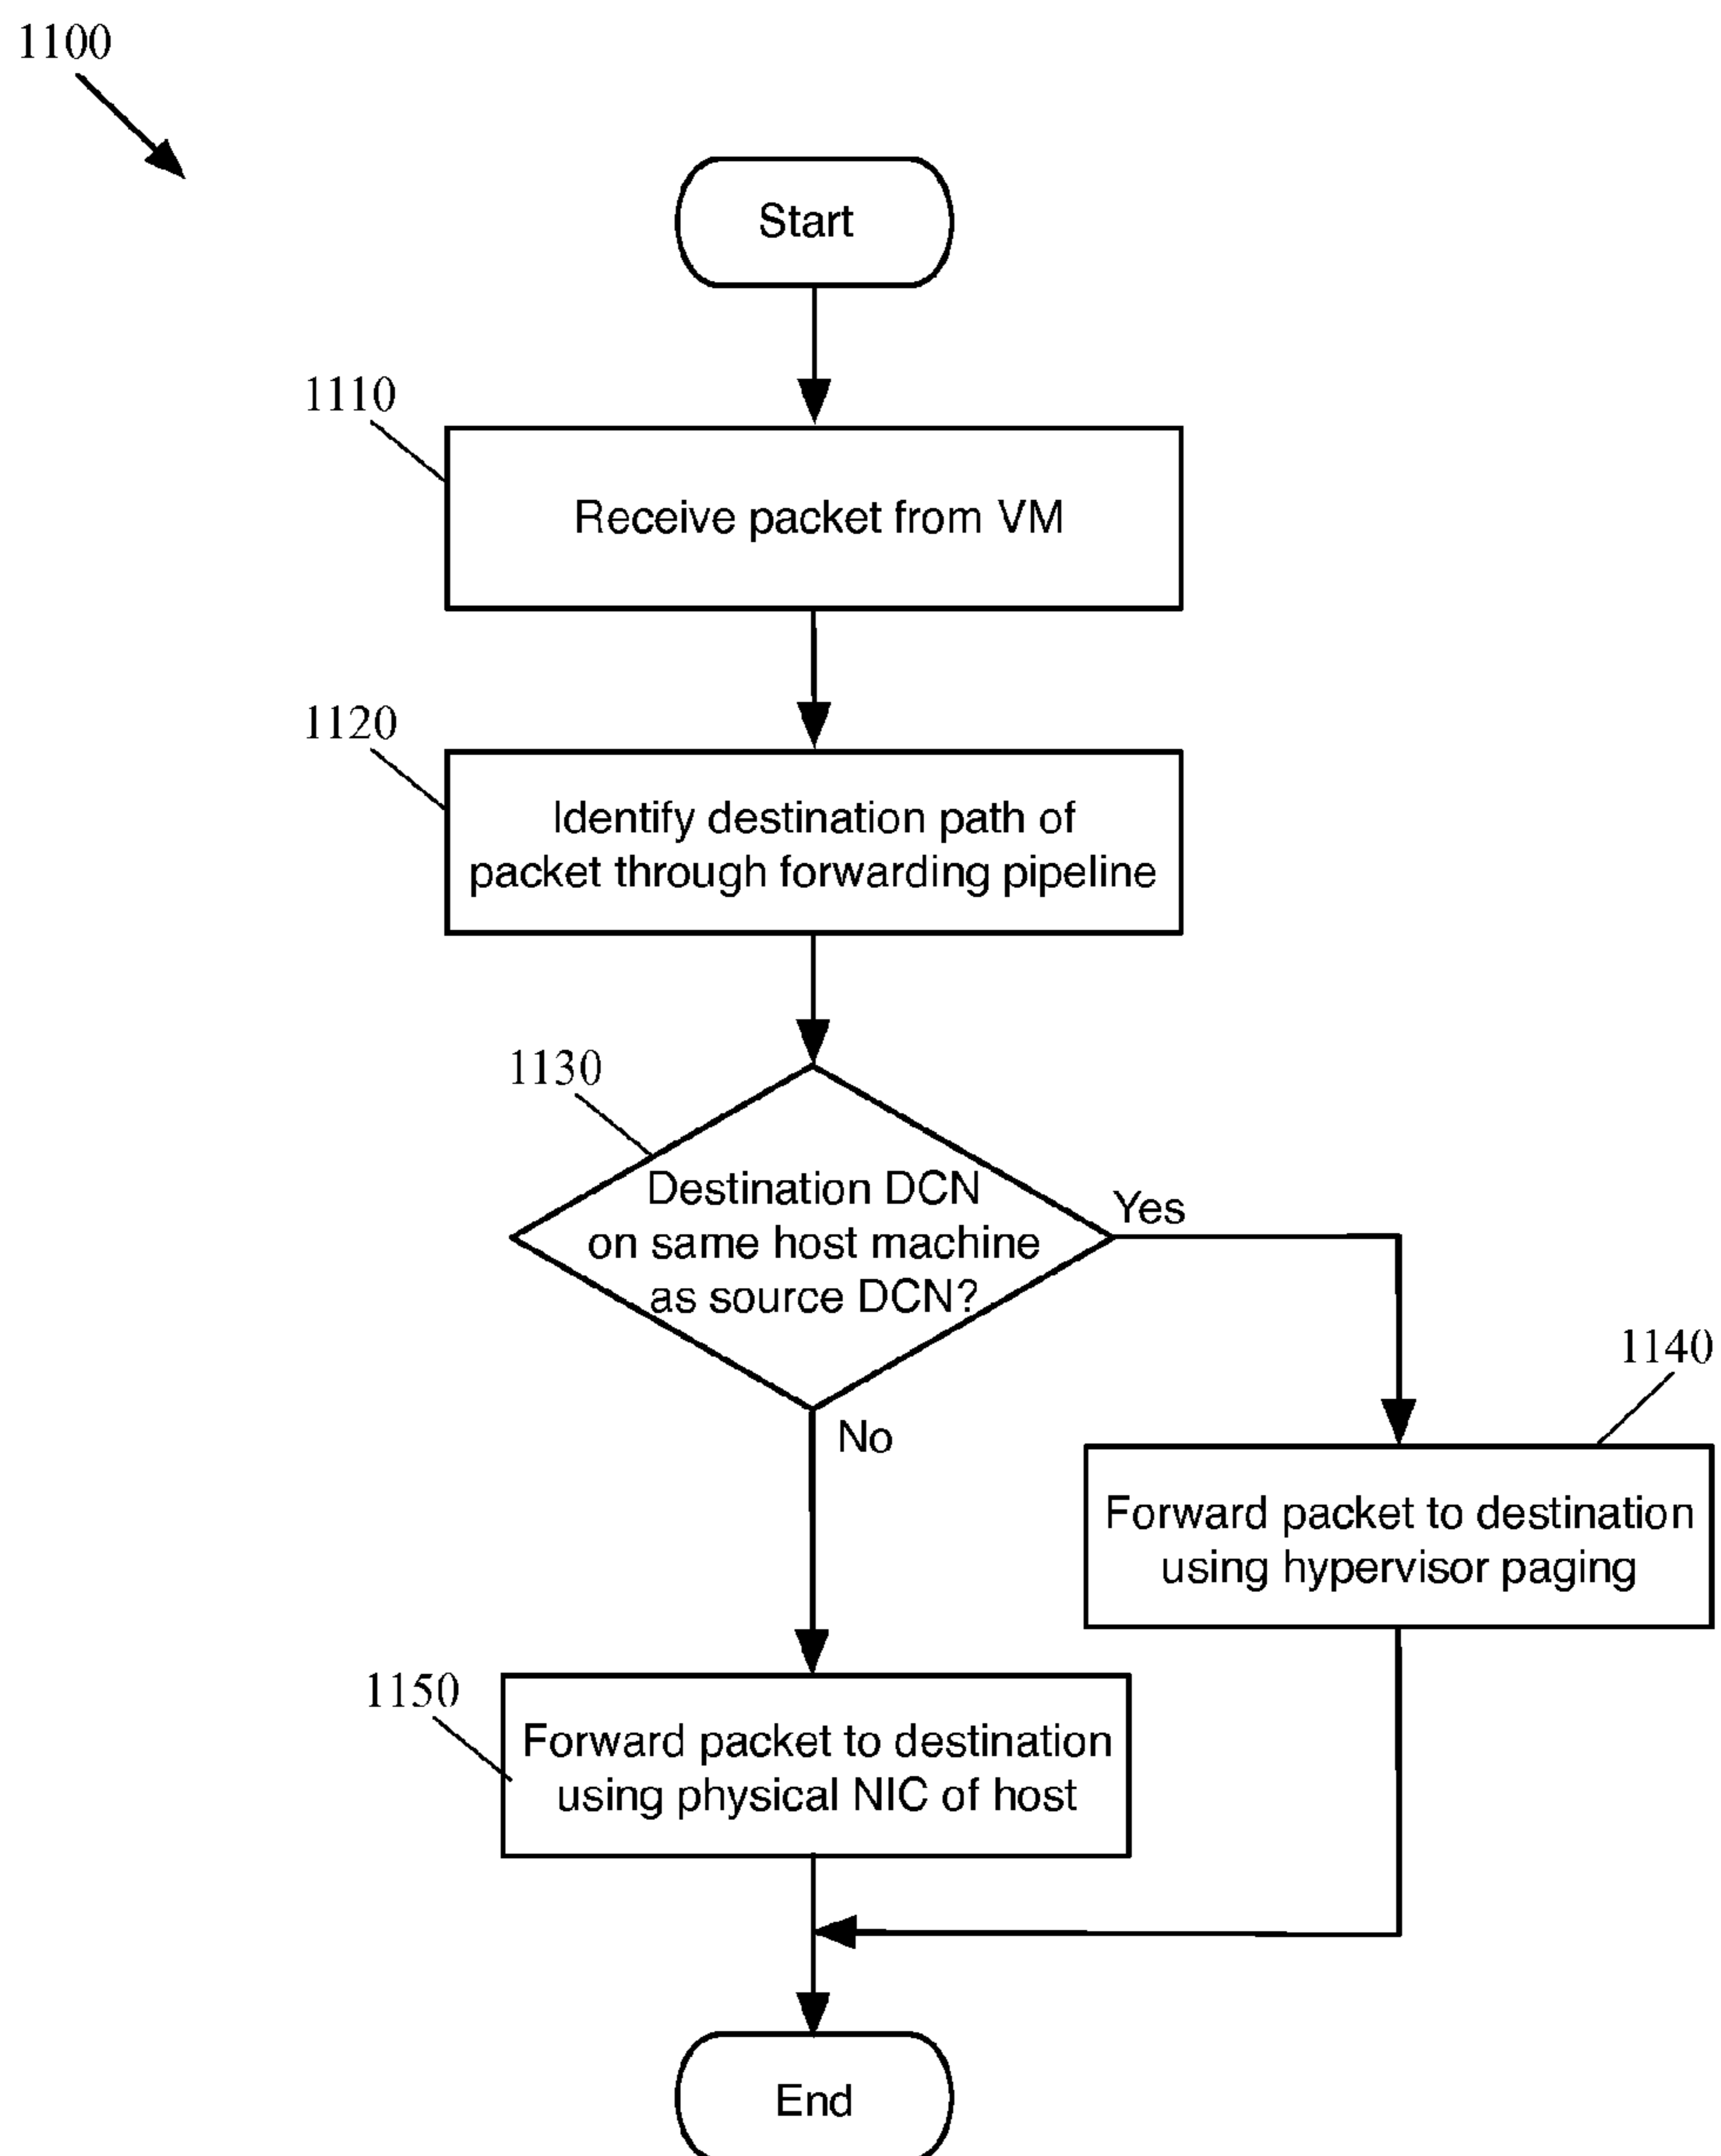 1100
Start
1110
Receive packet from VM
1120
Identify destination path of
packet through forwarding pipeline
1130
Destination DCN
on same host machine
as source DCN?
Yes
No
1140
Forward packet to destination
using hypervisor paging
1150
Forward packet to destination
using physical NIC of host
End